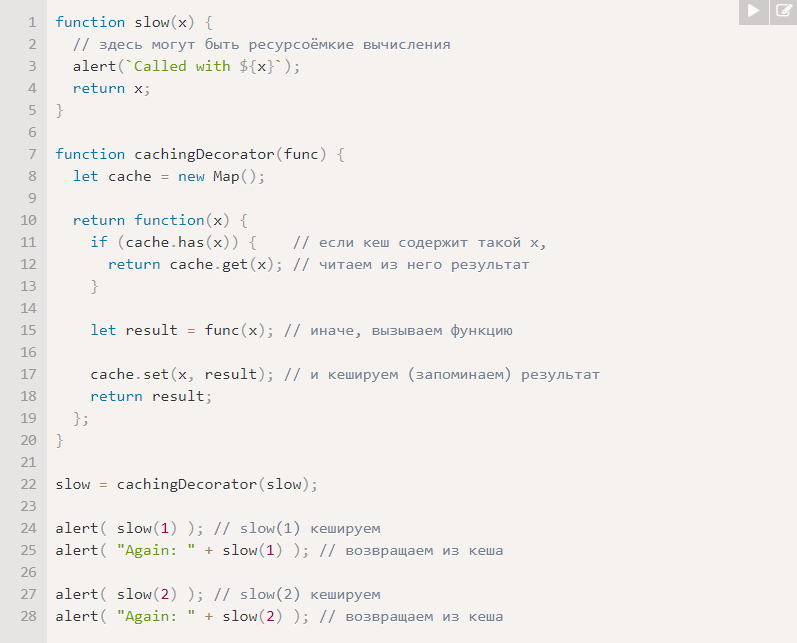 1 function slow(x) {
2   // здесь могут быть ресурсоёмкие вычисления
3   alert(`Called with ${x}`);
4   return x;
5 }
6
7 function cachingDecorator(func) {
8   let cache = new Map();
9
10   return function(x) {
11     if (cache.has(x)) {    // если кеш содержит такой x,
12       return cache.get(x); // читаем из него результат
13     }
14
15     let result = func(x); // иначе, вызываем функцию
16
17     cache.set(x, result); // и кешируем (запоминаем) результат
18     return result;
19   };
20 }
21
22 slow = cachingDecorator(slow);
23
24 alert( slow(1) ); // slow(1) кешируем
25 alert( "Again: " + slow(1) ); // возвращаем из кеша
26
27 alert( slow(2) ); // slow(2) кешируем
28 alert( "Again: " + slow(2) ); // возвращаем из кеша